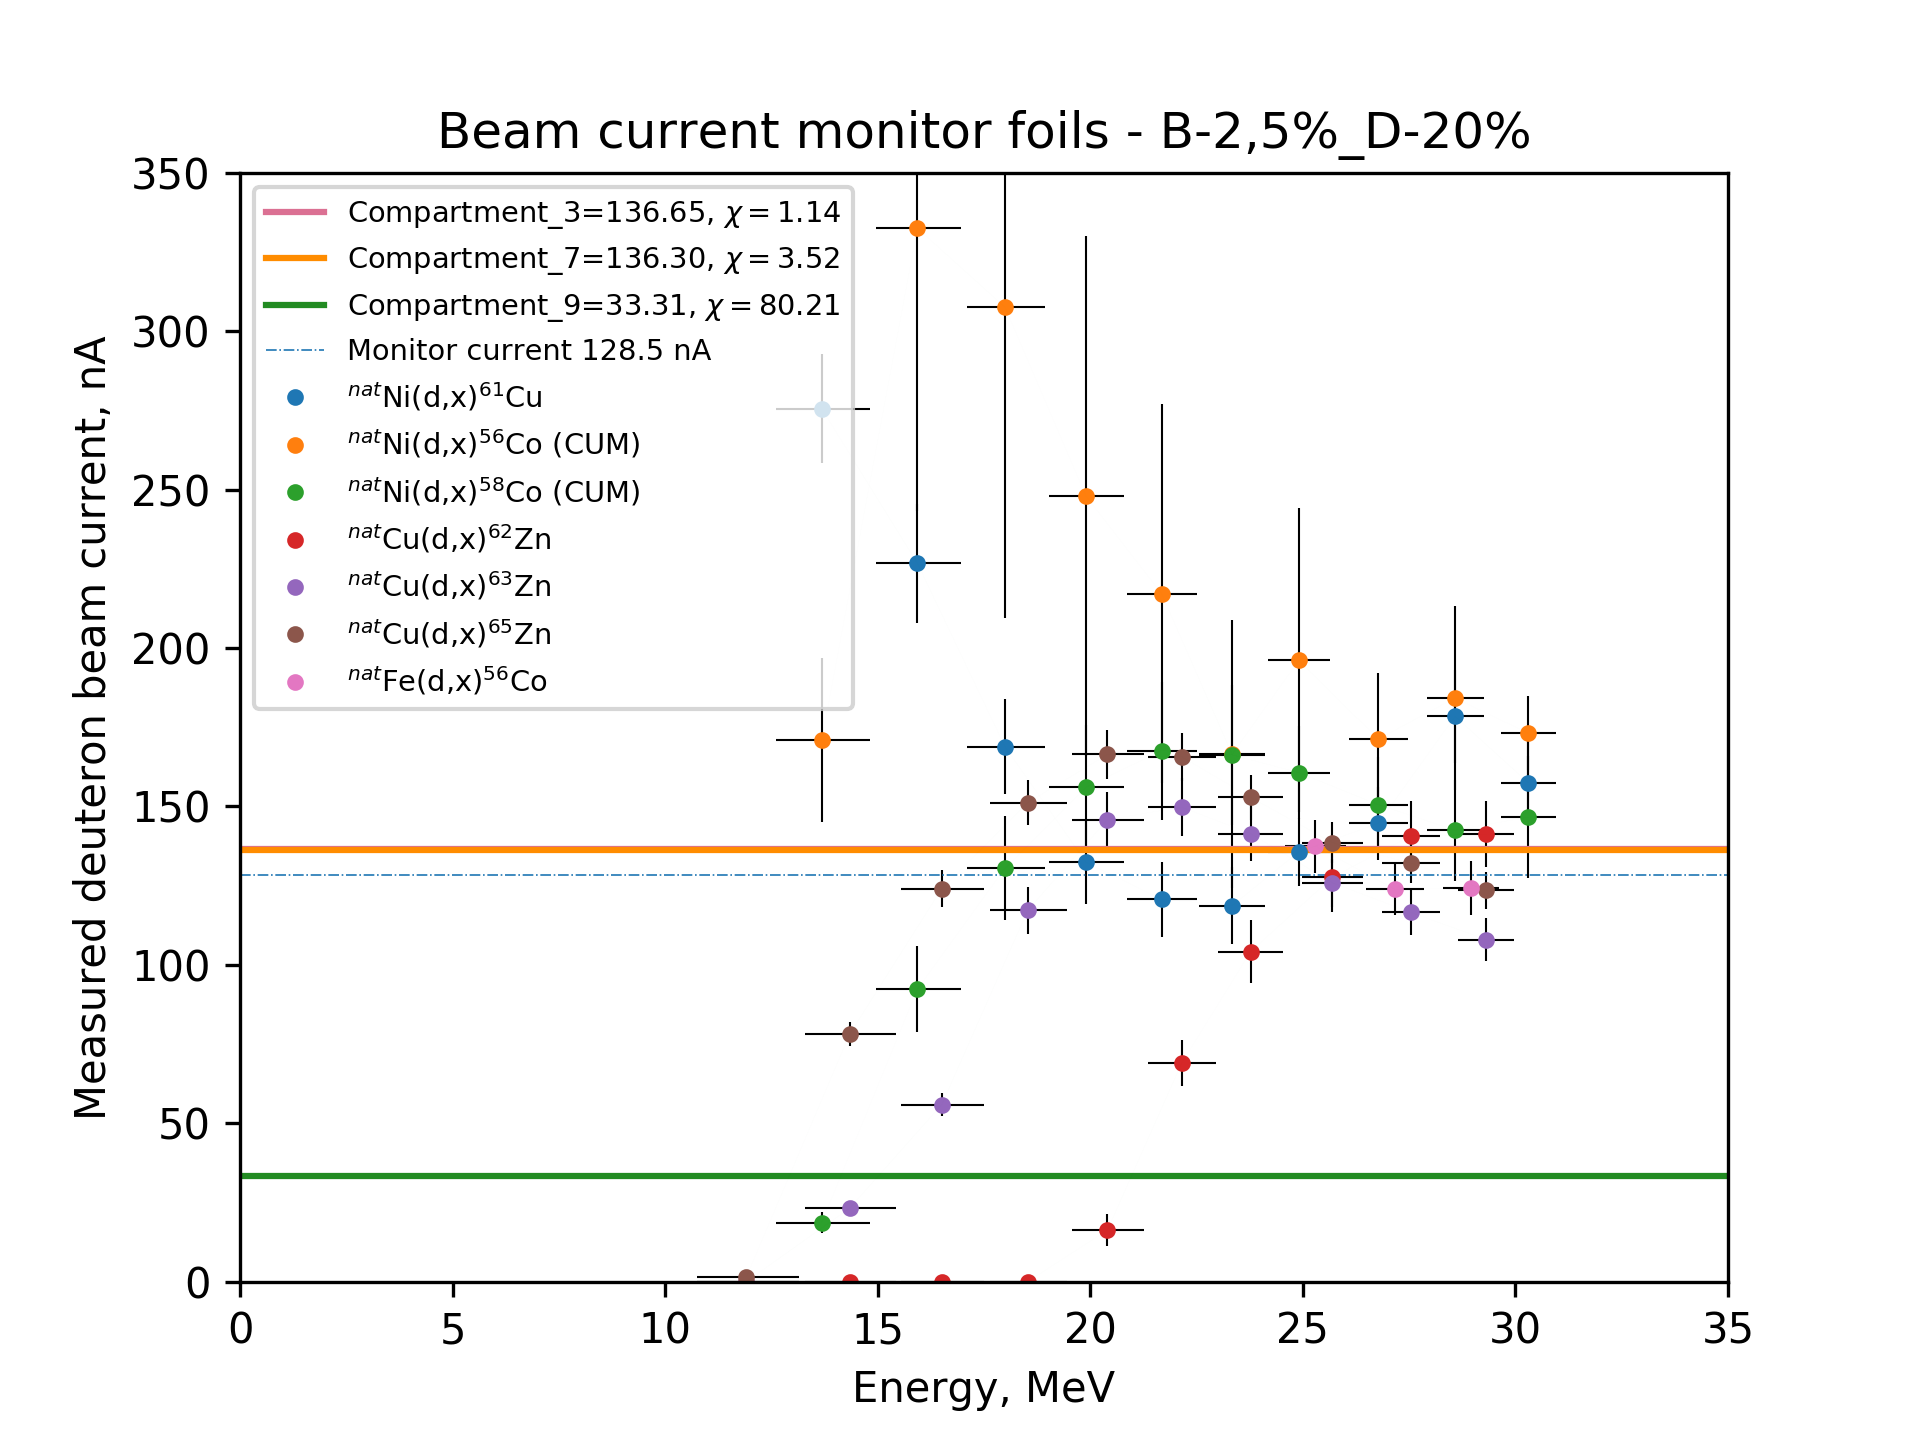 Beam current monitor foils - B-2,5%_D-20%
Measured deuteron beam current, nA
350
300
250
200
150
100
50
0
Compartment_3=136.65, χ = 1.14
Compartment_7=136.30, χ = 3.52
Compartment_9=33.31, χ = 80.21
Monitor current 128.5 nA
natNi(d,x)61Cu
natNi(d,x)56Co (CUM)
natNi(d,x)58Co (CUM)
natCu(d,x)62Zn
natCu(d,x)63Zn
natCu(d,x)65Zn
natFe(d,x)56Co
0 5 10 15 20 25 30 35
Energy, MeV